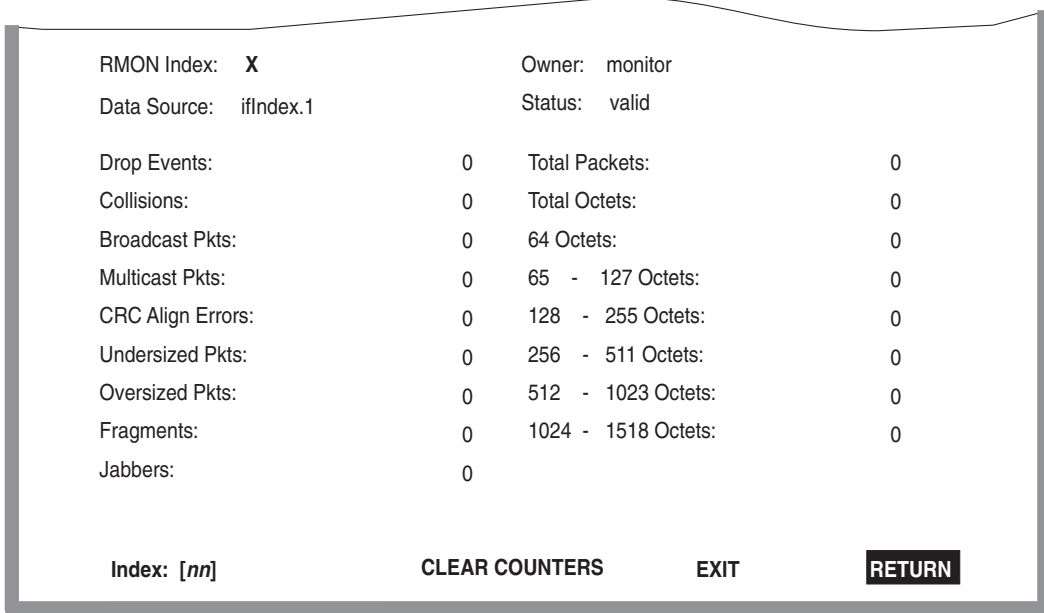 RMON Index: X Owner: monitor
Data Source: ifIndex.1 Status: valid
Drop Events: 0 Total Packets: 0
Collisions: 0 Total Octets: 0
Broadcast Pkts: 0 64 Octets: 0
Multicast Pkts: 0 65 - 127 Octets: 0
CRC Align Errors: 0 128 - 255 Octets: 0
Undersized Pkts: 0 256 - 511 Octets: 0
Oversized Pkts: 0 512 - 1023 Octets: 0
Fragments: 0 1024 - 1518 Octets: 0
Jabbers: 0
Index: [nn] CLEAR COUNTERS EXIT RETURN